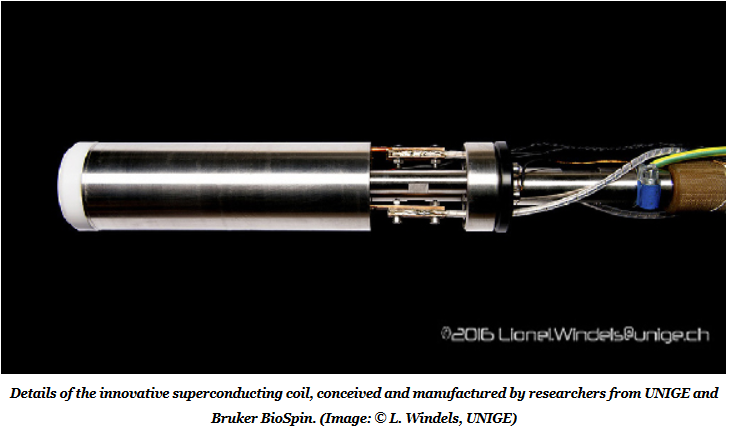 ©2016 Lionel.Windels@unige.ch
Details of the innovative superconducting coil, conceived and manufactured by researchers from UNIGE and
Bruker BioSpin. (Image: © L. Windels, UNIGE)